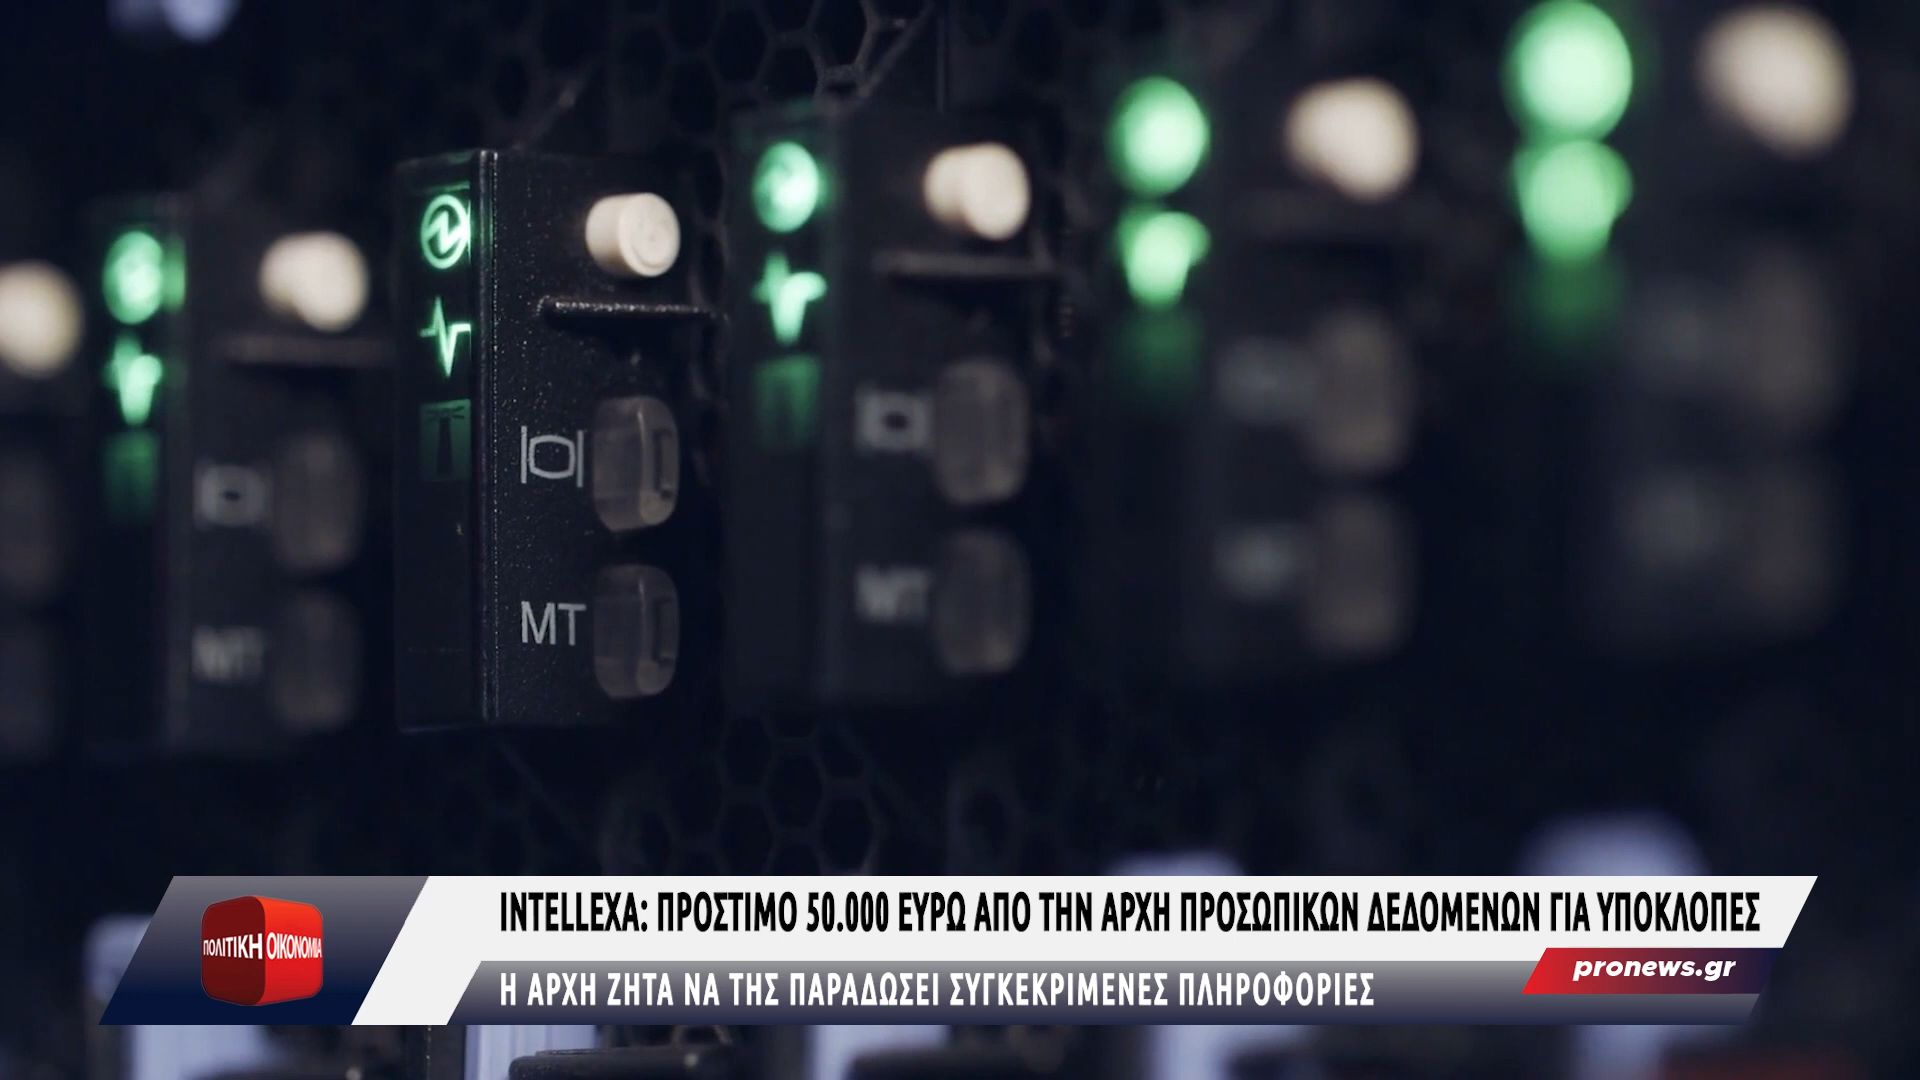 MT
MT
MT
INTELLEXA: ΠΡΟΣΤΙΜΟ 50.000 ΕΥΡΩ ΑΠΟ ΤΗΝ ΑΡΧΗ ΠΡΟΣΩΠΙΚΩΝ ΔΕΔΟΜΕΝΩΝ ΓΙΑ ΥΠΟΚΛΟΠΕΣ
ΠΟΛΙΤΙΚΗ ΟΙΚΟΝΟΜΙΑ
pronews.gr
Η ΑΡΧΗ ΖΗΤΑ ΝΑ ΤΗΣ ΠΑΡΑΔΩΣΕΙ ΣΥΓΚΕΚΡΙΜΕΝΕΣ ΠΛΗΡΟΦΟΡΙΕΣ